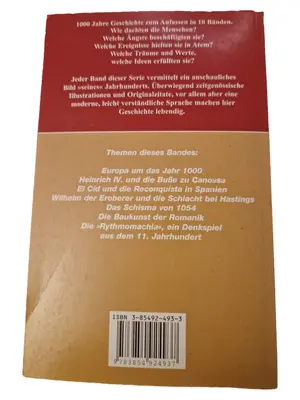 1000 Jahre Geschichte zum Anfassen in 10 Bänden.
Wie dachten die Menschen?
Welche Ängste beschäftigten sie?
Welche Ereignisse hielten sie in Atem?
Welche Träume und Werte,
welche Ideen erfüllten sie?
Jeder Band dieser Serie vermittelt ein anschauliches
Bild »seines« Jahrhunderts. Überwiegend zeitgenössische
Illustrationen und Originalzitate, vor allem aber eine
moderne, leicht verständliche Sprache machen hier
Geschichte lebendig.
Themen dieses Bandes:
Europa um das Jahr 1000
Heinrich IV. und die Buße zu Canossa
El Cid und die Reconquista in Spanien
Wilhelm der Eroberer und die Schlacht bei Hastings
Das Schisma von 1054
Die Baukunst der Romanik
Die »Rythmomachia«, ein Denkspiel
aus dem 11. Jahrhundert
ISBN 3-85492-493-3
9 783854 924937